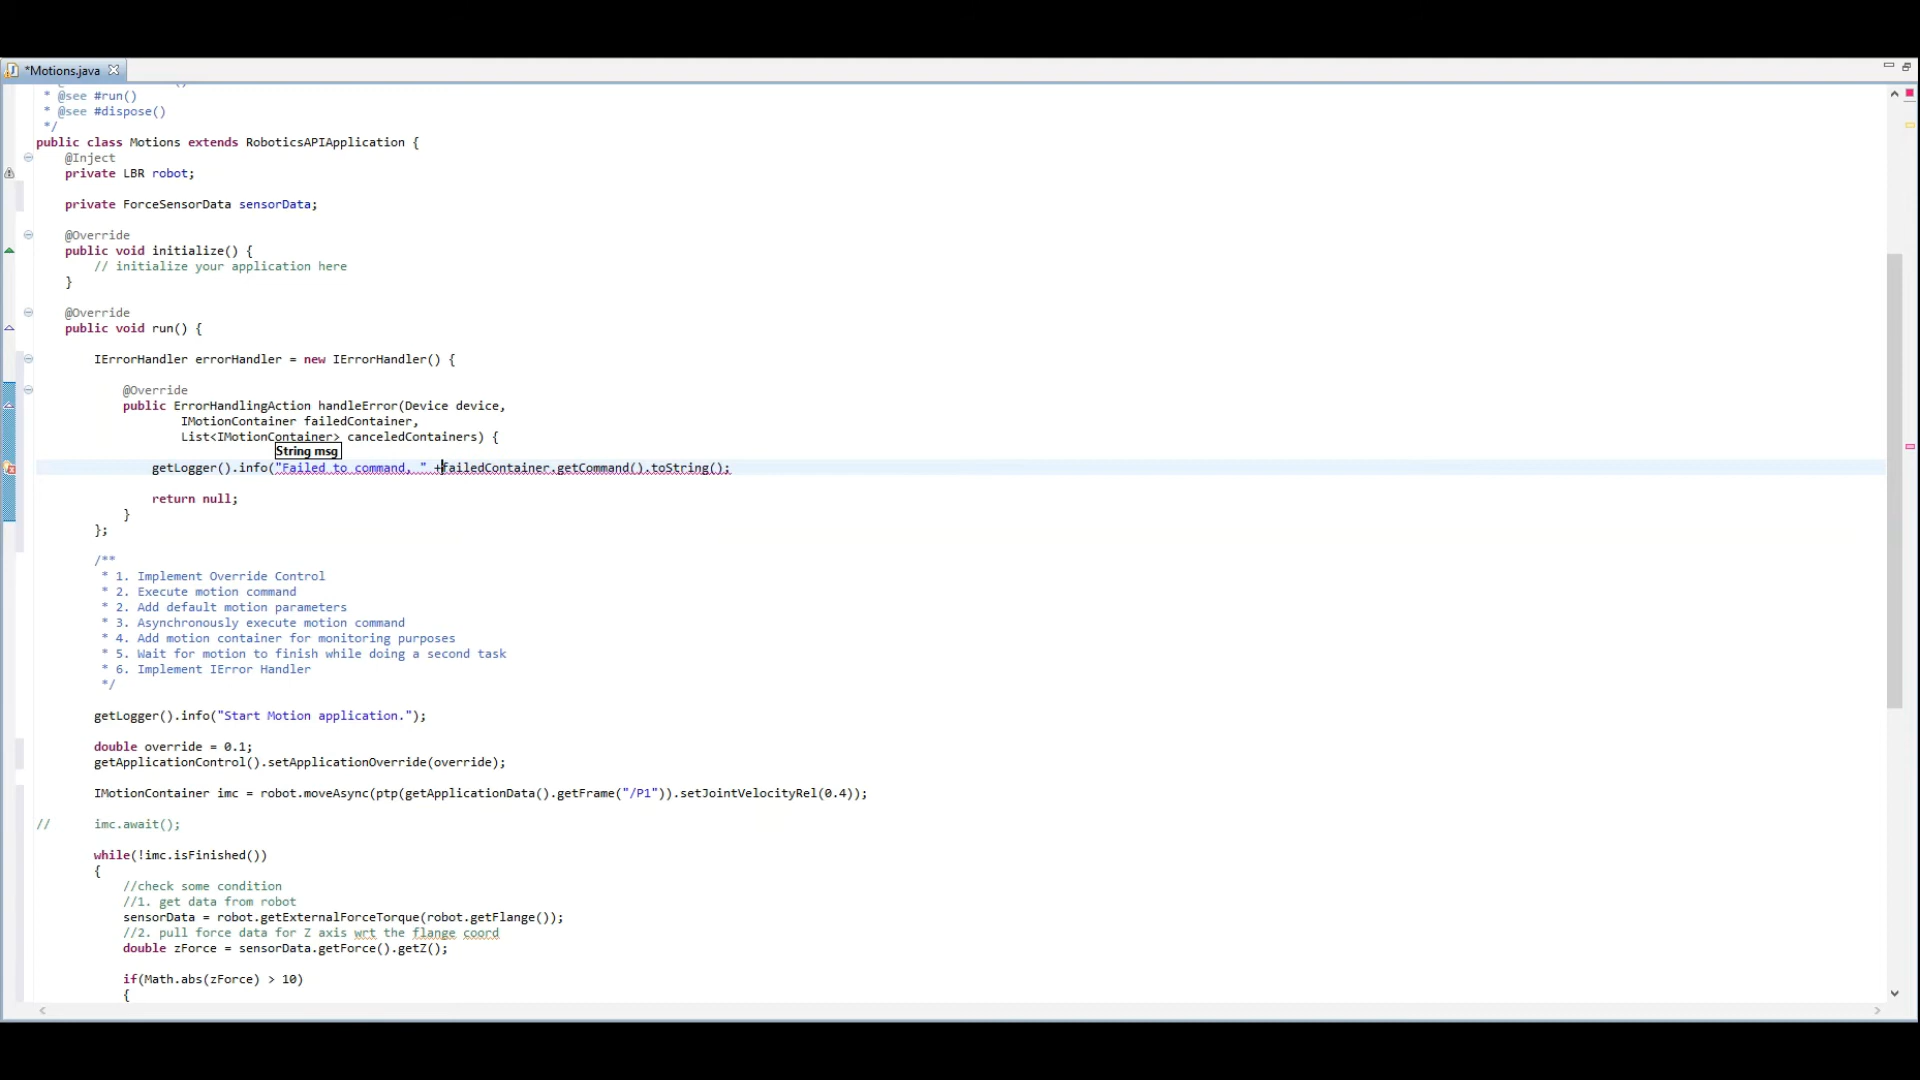 *Motions.java
* @see #run()
* @see #dispose()
*/
public class Motions extends RoboticsAPIApplication {
@Inject
private LBR robot;
private ForceSensorData sensorData;
@Override
public void initialize() {
// initialize your application here
}
@Override
public void run() {
IErrorHandler errorHandler = new IErrorHandler() {
@Override
public ErrorHandlingAction handleError(Device device,
IMotionContainer failedContainer,
List<IMotionContainer> canceledContainers) {
String msg
getLogger().info("Failed to command, " +failedContainer.getCommand().toString();
return null;
}
};
/**
* 1. Implement Override Control
* 2. Execute motion command
* 2. Add default motion parameters
* 3. Asynchronously execute motion command
* 4. Add motion container for monitoring purposes
* 5. Wait for motion to finish while doing a second task
* 6. Implement IError Handler
*/
getLogger().info("Start Motion application.");
double override = 0.1;
getApplicationControl().setApplicationOverride(override);
IMotionContainer imc = robot.moveAsync(ptp(getApplicationData().getFrame("/P1")).setJointVelocityRel(0.4));
// imc.await();
while(!imc.isFinished())
{
//check some condition
//1. get data from robot
sensorData = robot.getExternalForceTorque(robot.getFlange());
//2. pull force data for Z axis wrt the flange coord
double zForce = sensorData.getForce().getZ();
if(Math.abs(zForce) > 10)
{